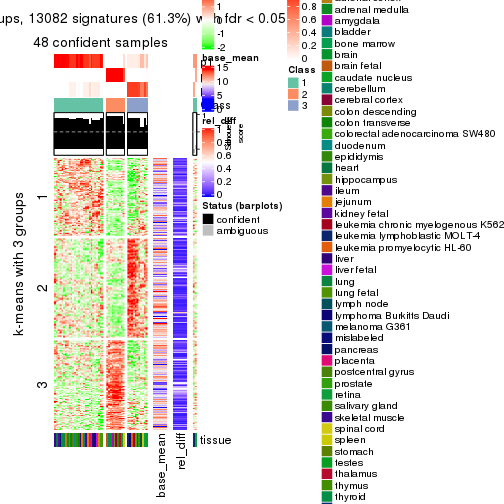 ups, 13082 signatures (61.3%) with fdr < 0.05
48 confident samples
1
0
-1
-2
base_mean
15
10
5
0
rel_diff
1
0.8
0.6
0.4
0.2
0
Silhouette
score
Status (barplots)
confident
ambiguous
0.8
0.6
0.4
0.2
0
Class
1
2
3
k-means with 3 groups
1
2
3
base_mean
rel_diff
tissue
adrenal medulla
amygdala
bladder
bone marrow
brain
brain fetal
caudate nucleus
cerebellum
cerebral cortex
colon descending
colon transverse
colorectal adenocarcinoma SW480
duodenum
epididymis
heart
hippocampus
ileum
jejunum
kidney fetal
leukemia chronic myelogenous K562
leukemia lymphoblastic MOLT-4
leukemia promyelocytic HL-60
liver
liver fetal
lung
lung fetal
lymph node
lymphoma Burkitts Daudi
melanoma G361
mislabeled
pancreas
placenta
postcentral gyrus
prostate
retina
salivary gland
skeletal muscle
spinal cord
spleen
stomach
testes
thalamus
thymus
thyroid